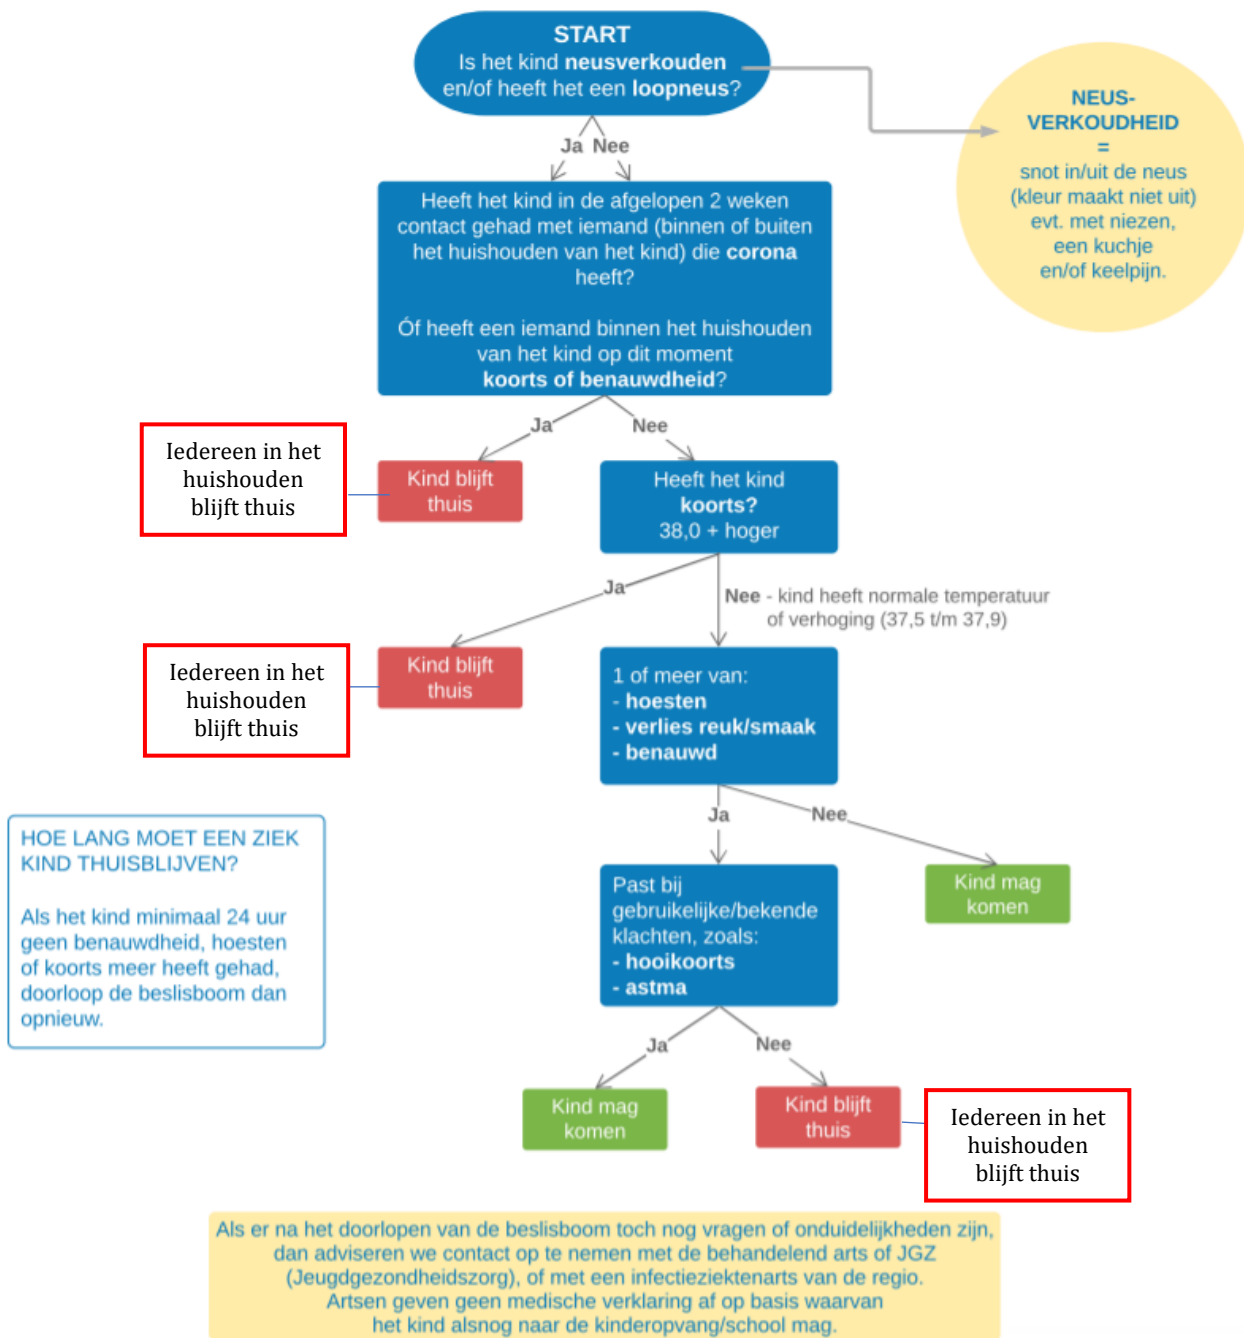 START
Is het kind neusverkouden
en/of heeft het een loopneus?
NEUS-
VERKOUDHEID
=
snot in/uit de neus
(kleur maakt niet uit)
evt. met niezen,
een kuchje
en/of keelpijn.
Ja Nee
Heeft het kind in de afgelopen 2 weken
contact gehad met iemand (binnen of buiten
het huishouden van het kind) die corona
heeft?
Óf heeft een iemand binnen het huishouden
van het kind op dit moment
koorts of benauwdheid?
Ja Nee
Iedereen in het
huishouden
blijft thuis
Kind blijft
thuis
Heeft het kind
koorts?
38,0 + hoger
Ja
Nee - kind heeft normale temperatuur
of verhoging (37,5 t/m 37,9)
Iedereen in het
huishouden
blijft thuis
Kind blijft
thuis
1 of meer van:
- hoesten
- verlies reuk/smaak
- benauwd
Ja Nee
HOE LANG MOET EEN ZIEK
KIND THUISBLIJVEN?
Als het kind minimaal 24 uur
geen benauwdheid, hoesten
of koorts meer heeft gehad,
doorloop de beslisboom dan
opnieuw.
Past bij
gebruikelijke/bekende
klachten, zoals:
- hooikoorts
- astma
Kind mag
komen
Ja Nee
Kind mag
komen
Kind blijft
thuis
Iedereen in het
huishouden
blijft thuis
Als er na het doorlopen van de beslisboom toch nog vragen of onduidelijkheden zijn,
dan adviseren we contact op te nemen met de behandelend arts of JGZ
(Jeugdgezondheidszorg), of met een infectieziektenarts van de regio.
Artsen geven geen medische verklaring af op basis waarvan
het kind alsnog naar de kinderopvang/school mag.